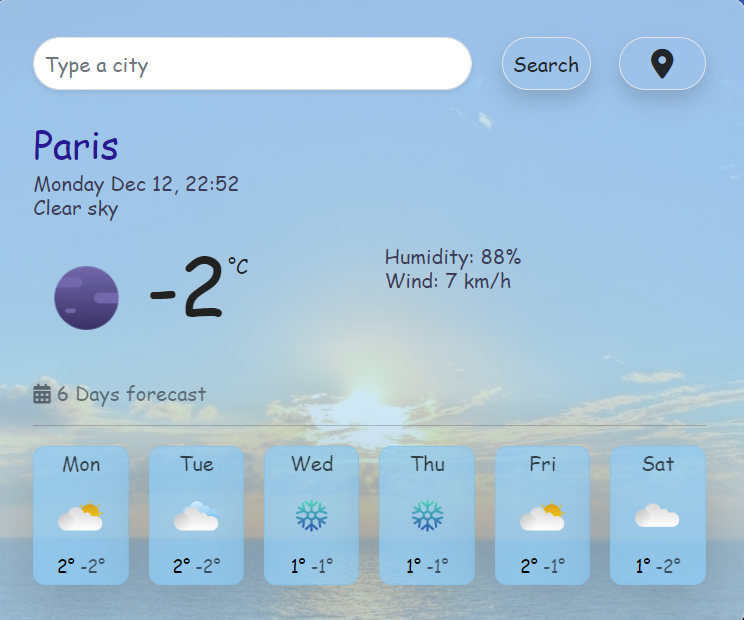 Type a city
Search
Paris
Monday Dec 12, 22:52
Clear sky
-2°C
Humidity: 88%
Wind: 7 km/h
6 Days forecast
Mon Tue Wed Thu Fri Sat
2° -2° 2° -2° 1° -1° 1° -1° 2° -1° 1° -2°